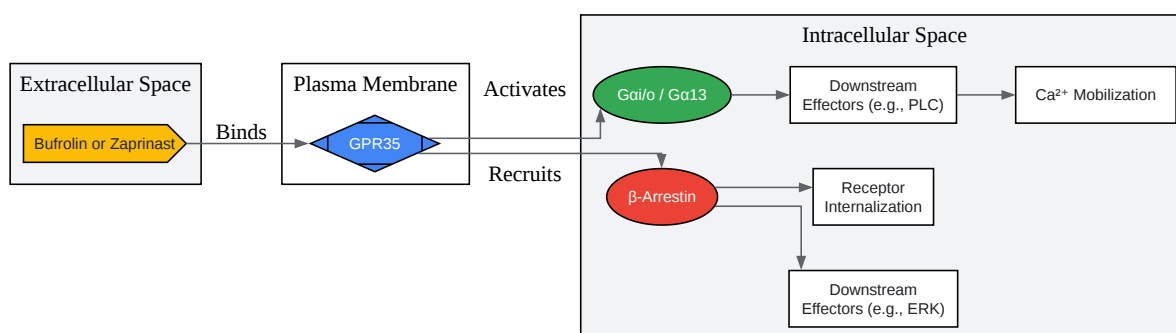 Extracellular Space
Bufrolin or Zaprinast
Binds
Plasma Membrane
GPR35
Activates
Recruits
Intracellular Space
Gαi/o / Gα13
Downstream
Effectors (e.g., PLC)
Ca²⁺ Mobilization
β-Arrestin
Receptor
Internalization
Downstream
Effectors (e.g., ERK)